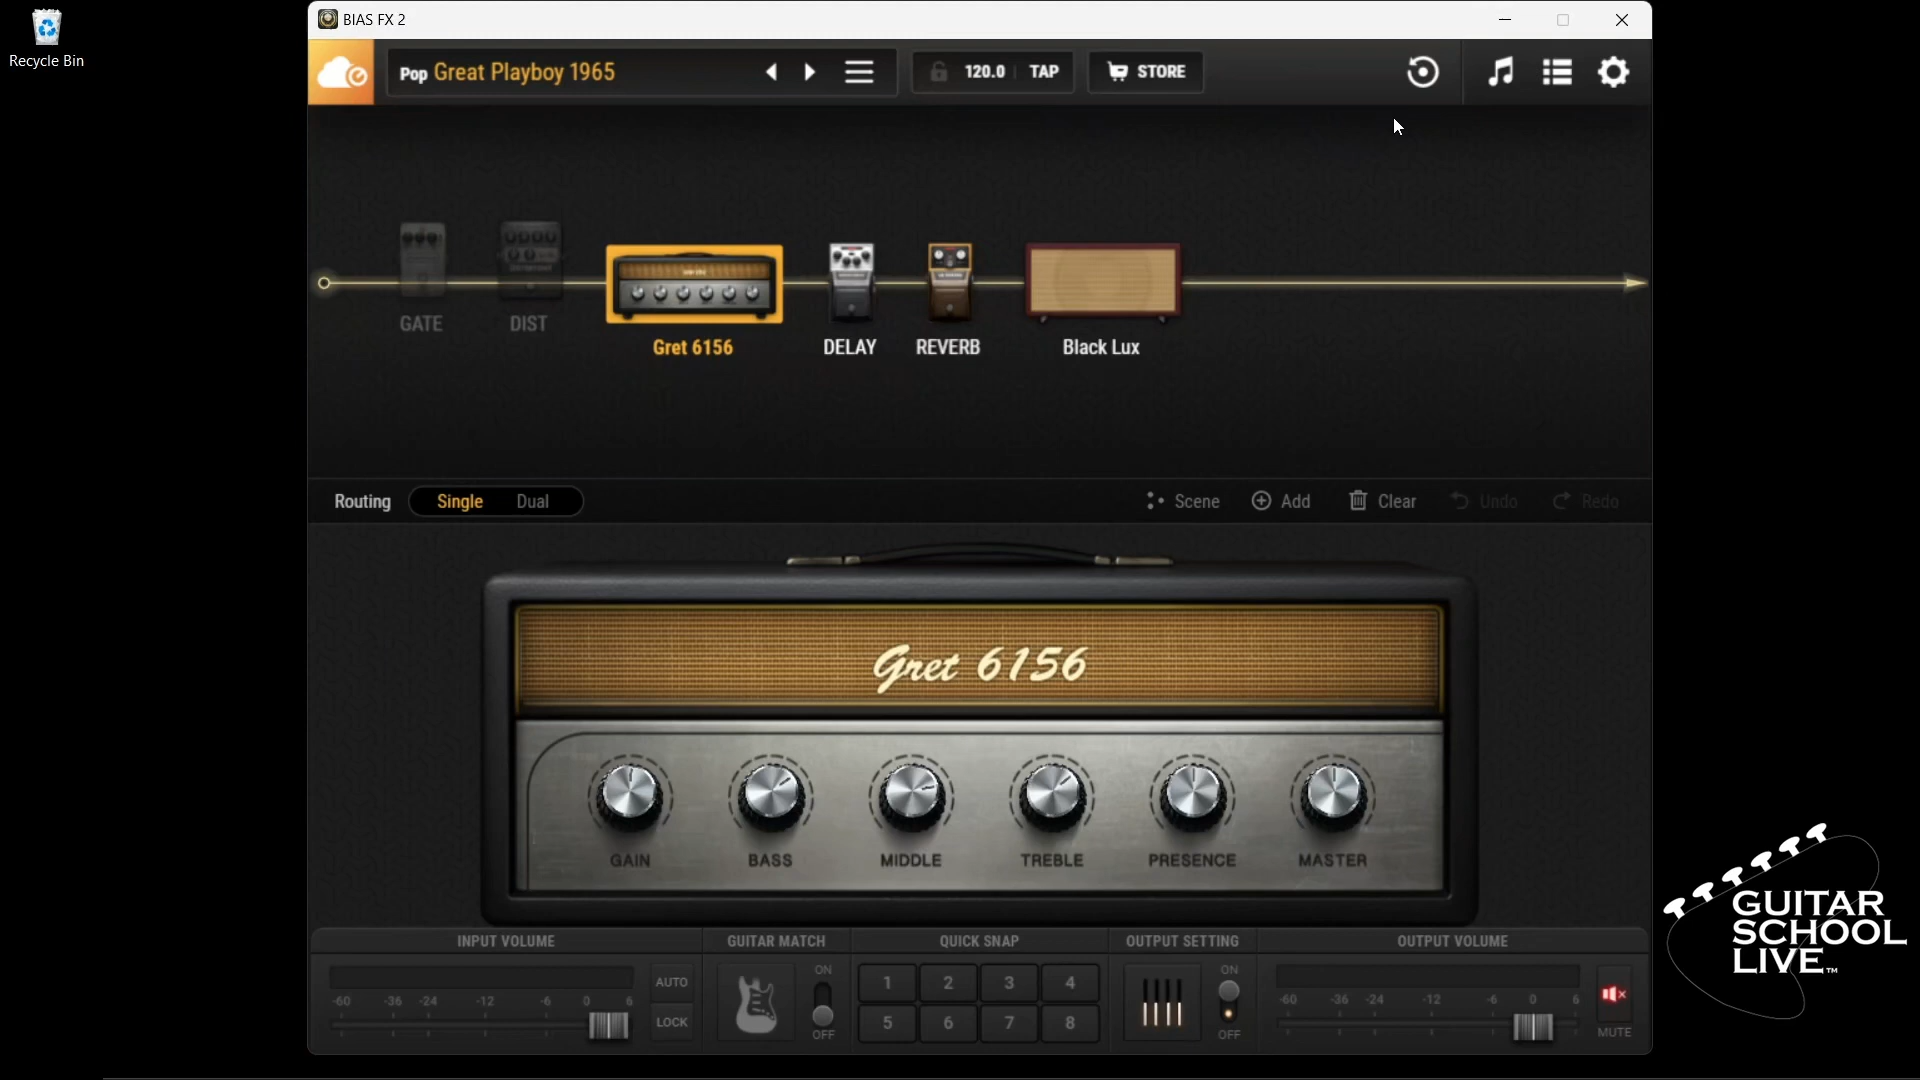 Recycle Bin
BIAS FX 2
Pop Great Playboy 1965
120.0 TAP
STORE
GATE
DIST
Gret 6156
DELAY
REVERB
Black Lux
Routing Single Dual
Scene Add Clear Undo Redo
Gret 6156
GAIN BASS MIDDLE TREBLE PRESENCE MASTER
INPUT VOLUME
-60 -36 -24 -12 -6 0 6
AUTO
LOCK
GUITAR MATCH
ON
OFF
QUICK SNAP
1 2 3 4
5 6 7 8
OUTPUT SETTING
ON
OFF
OUTPUT VOLUME
-60 -36 -24 -12 -6 0 6
MUTE
GUITAR
SCHOOL
LIVE™